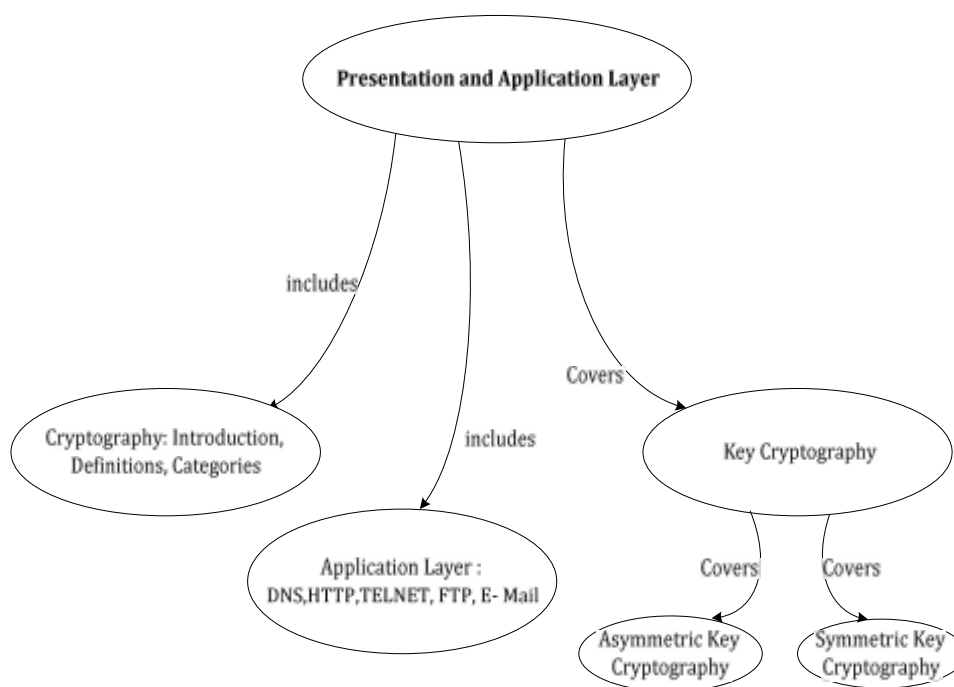 Presentation and Application Layer
includes
Covers
Cryptography: Introduction,
Definitions, Categories
includes
Key Cryptography
Application Layer :
DNS,HTTP,TELNET, FTP, E- Mail
Covers
Covers
Asymmetric Key
Cryptography
Symmetric Key
Cryptography